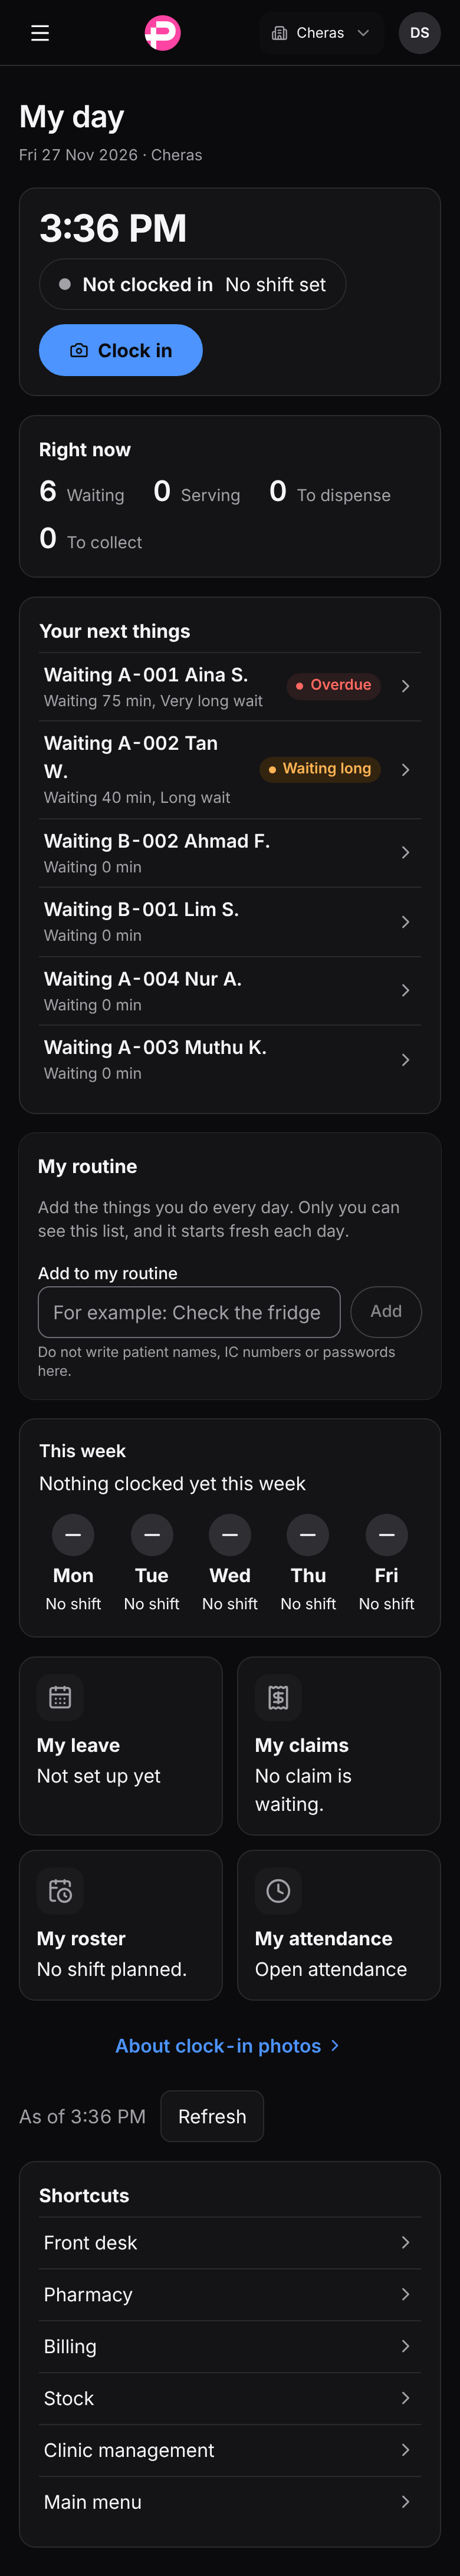 Cheras
DS
My day
Fri 27 Nov 2026 · Cheras
3:36 PM
Not clocked in No shift set
Clock in
Right now
6 Waiting 0 Serving 0 To dispense
0 To collect
Your next things
Waiting A-001 Aina S.
Waiting 75 min, Very long wait
Overdue
Waiting A-002 Tan
W.
Waiting 40 min, Long wait
Waiting long
Waiting B-002 Ahmad F.
Waiting 0 min
Waiting B-001 Lim S.
Waiting 0 min
Waiting A-004 Nur A.
Waiting 0 min
Waiting A-003 Muthu K.
Waiting 0 min
My routine
Add the things you do every day. Only you can
see this list, and it starts fresh each day.
Add to my routine
For example: Check the fridge
Add
Do not write patient names, IC numbers or passwords
here.
This week
Nothing clocked yet this week
Mon Tue Wed Thu Fri
No shift No shift No shift No shift No shift
My leave
Not set up yet
My claims
No claim is
waiting.
My roster
No shift planned.
My attendance
Open attendance
About clock-in photos
As of 3:36 PM
Refresh
Shortcuts
Front desk
Pharmacy
Billing
Stock
Clinic management
Main menu